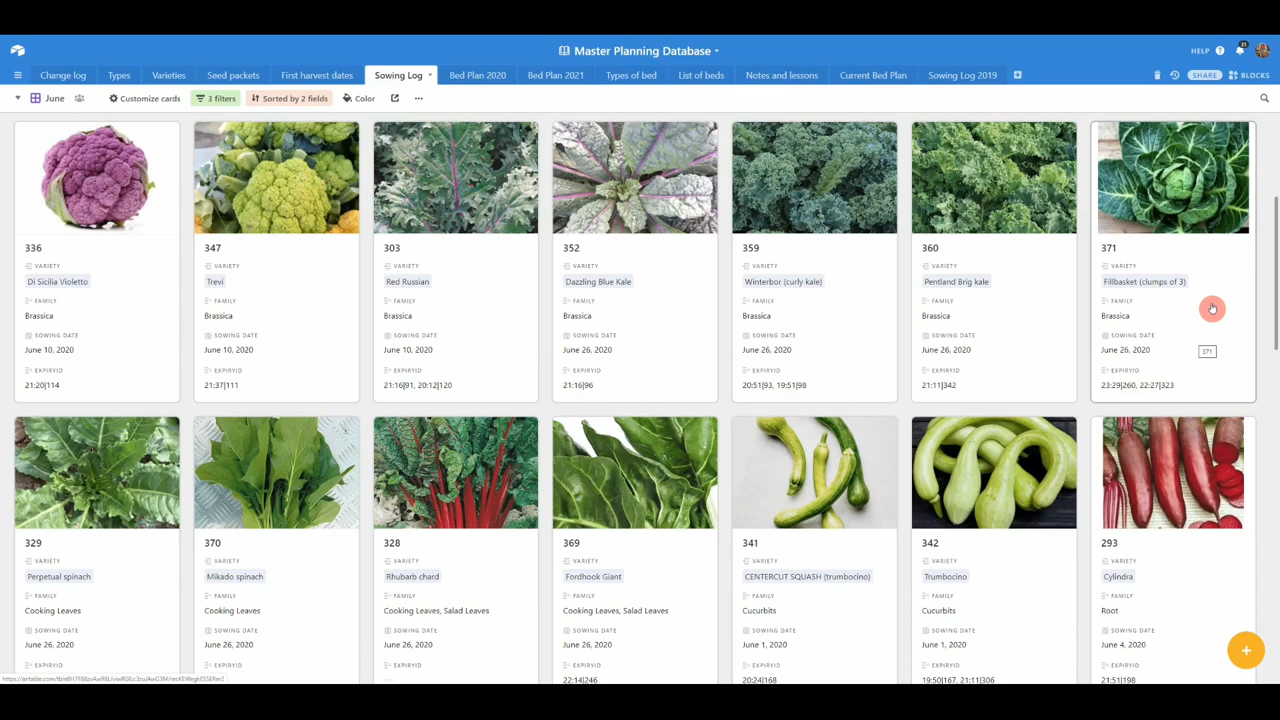 Master Planning Database
HELP
31
Change log Types Varieties Seed packets First harvest dates Sowing Log Bed Plan 2020 Bed Plan 2021 Types of bed List of beds Notes and lessons Current Bed Plan Sowing Log 2019 SHARE BLOCKS
June Customize cards 3 filters Sorted by 2 fields Color
336 347 303 352 359 360 371
VARIETY VARIETY VARIETY VARIETY VARIETY VARIETY VARIETY
Di Sicilia Violetto Trevi Red Russian Dazzling Blue Kale Winterbor (curly kale) Pentland Brig kale Fillbasket (clumps of 3)
FAMILY FAMILY FAMILY FAMILY FAMILY FAMILY FAMILY
Brassica Brassica Brassica Brassica Brassica Brassica Brassica
SOWING DATE SOWING DATE SOWING DATE SOWING DATE SOWING DATE SOWING DATE SOWING DATE
June 10, 2020 June 10, 2020 June 10, 2020 June 26, 2020 June 26, 2020 June 26, 2020 June 26, 2020
371
EXPIRYID EXPIRYID EXPIRYID EXPIRYID EXPIRYID EXPIRYID EXPIRYID
21:20|114 21:37|111 21:16|91, 20:12|120 21:16|96 20:51|93, 19:51|98 21:11|342 23:29|260, 22:27|323
329 370 328 369 341 342 293
VARIETY VARIETY VARIETY VARIETY VARIETY VARIETY VARIETY
Perpetual spinach Mikado spinach Rhubarb chard Fordhook Giant CENTERCUT SQUASH (trumbocino) Trumbocino Cylindra
FAMILY FAMILY FAMILY FAMILY FAMILY FAMILY FAMILY
Cooking Leaves Cooking Leaves Cooking Leaves, Salad Leaves Cooking Leaves, Salad Leaves Cucurbits Cucurbits Root
SOWING DATE SOWING DATE SOWING DATE SOWING DATE SOWING DATE SOWING DATE SOWING DATE
June 26, 2020 June 26, 2020 June 26, 2020 June 26, 2020 June 1, 2020 June 1, 2020 June 4, 2020
EXPIRYID EXPIRYID EXPIRYID EXPIRYID EXPIRYID EXPIRYID EXPIRYID
22:14|246 20:24|168 19:50|167, 21:11|306 21:51|198